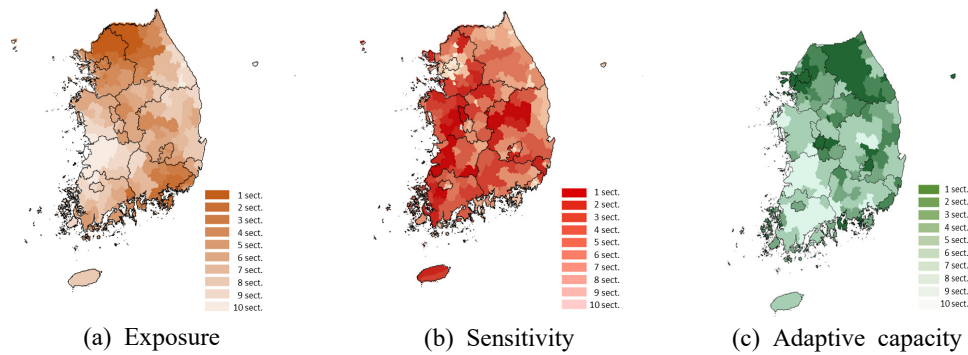 1 sect.
2 sect.
3 sect.
4 sect.
5 sect.
6 sect.
7 sect.
8 sect.
9 sect.
10 sect.
(a) Exposure
1 sect.
2 sect.
3 sect.
4 sect.
5 sect.
6 sect.
7 sect.
8 sect.
9 sect.
10 sect.
(b) Sensitivity
1 sect.
2 sect.
3 sect.
4 sect.
5 sect.
6 sect.
7 sect.
8 sect.
9 sect.
10 sect.
(c) Adaptive capacity